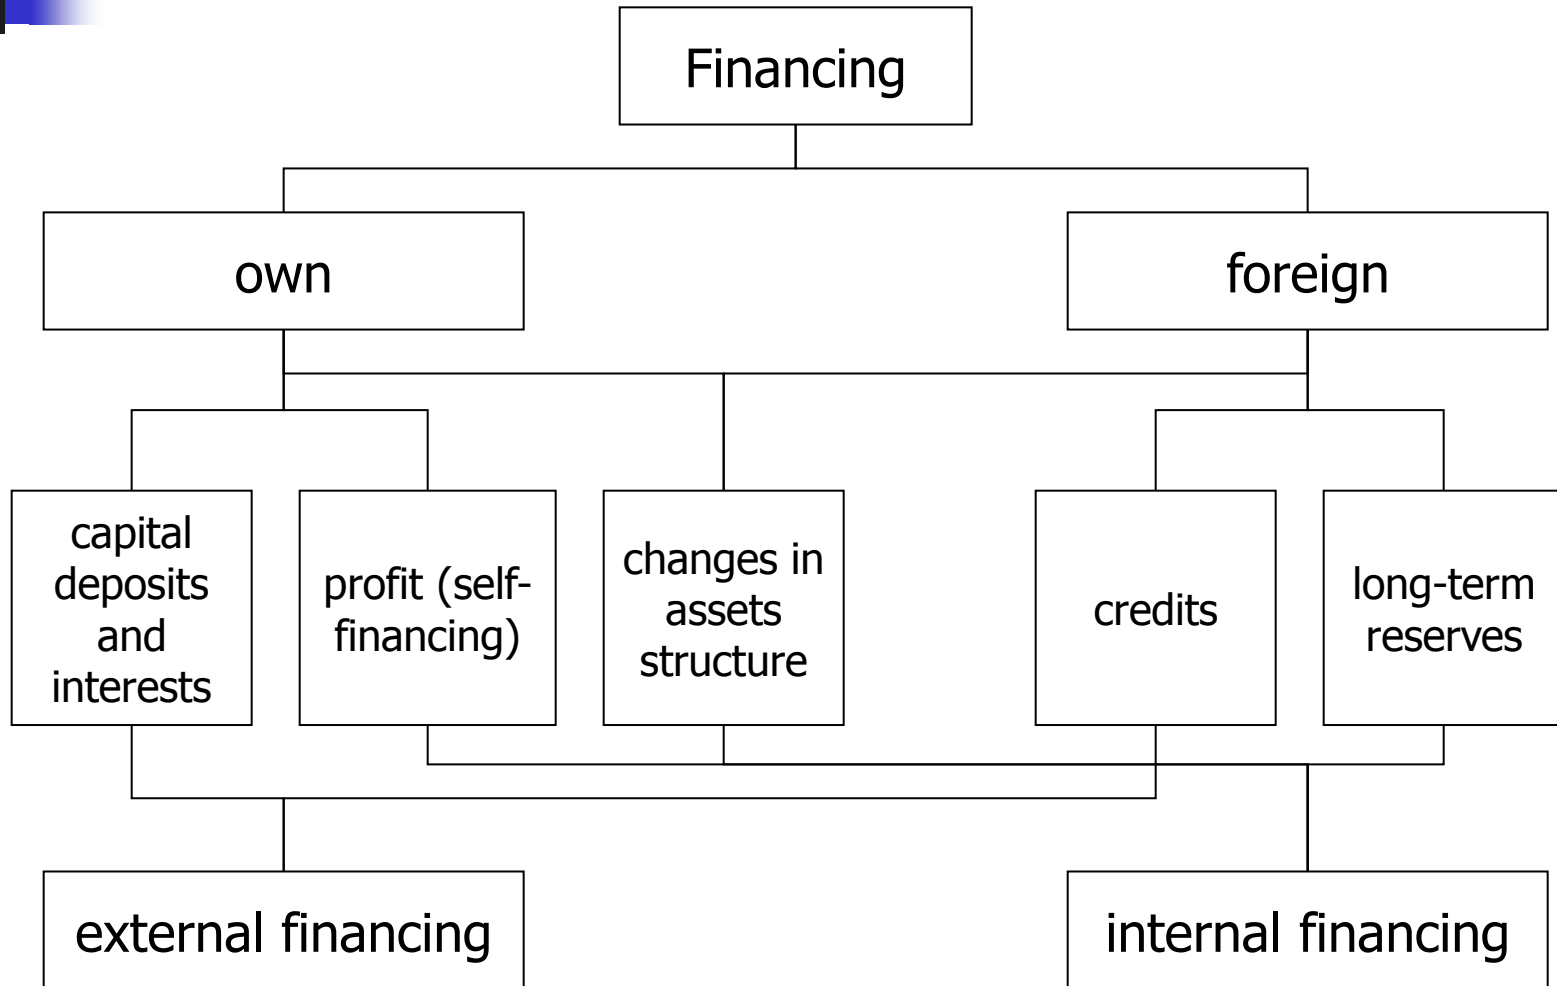 Financing
own
foreign
capital
deposits
and
interests
profit (self-
financing)
changes in
assets
structure
credits
long-term
reserves
external financing
internal financing